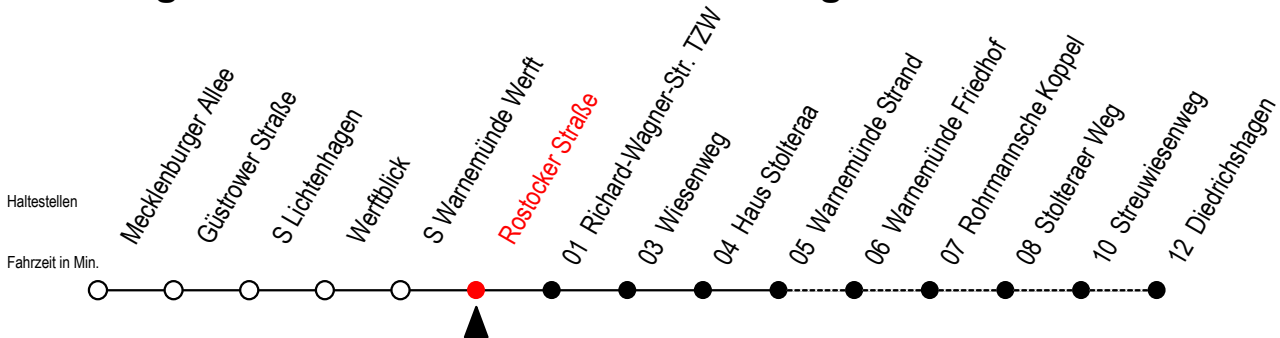 Haltestellen
Fahrzeit in Min.
Mecklenburger Allee
Güstrower Straße
S Lichtenhagen
Werftblick
S Warnemünde Werft
Rostocker Straße
01 Richard-Wagner-Str. TZW
03 Wiesenweg
04 Haus Stolteraa
05 Warnemünde Strand
06 Warnemünde Friedhof
07 Rohrmannsche Koppel
08 Stolteraer Weg
10 Streuwiesenweg
12 Diedrichshagen